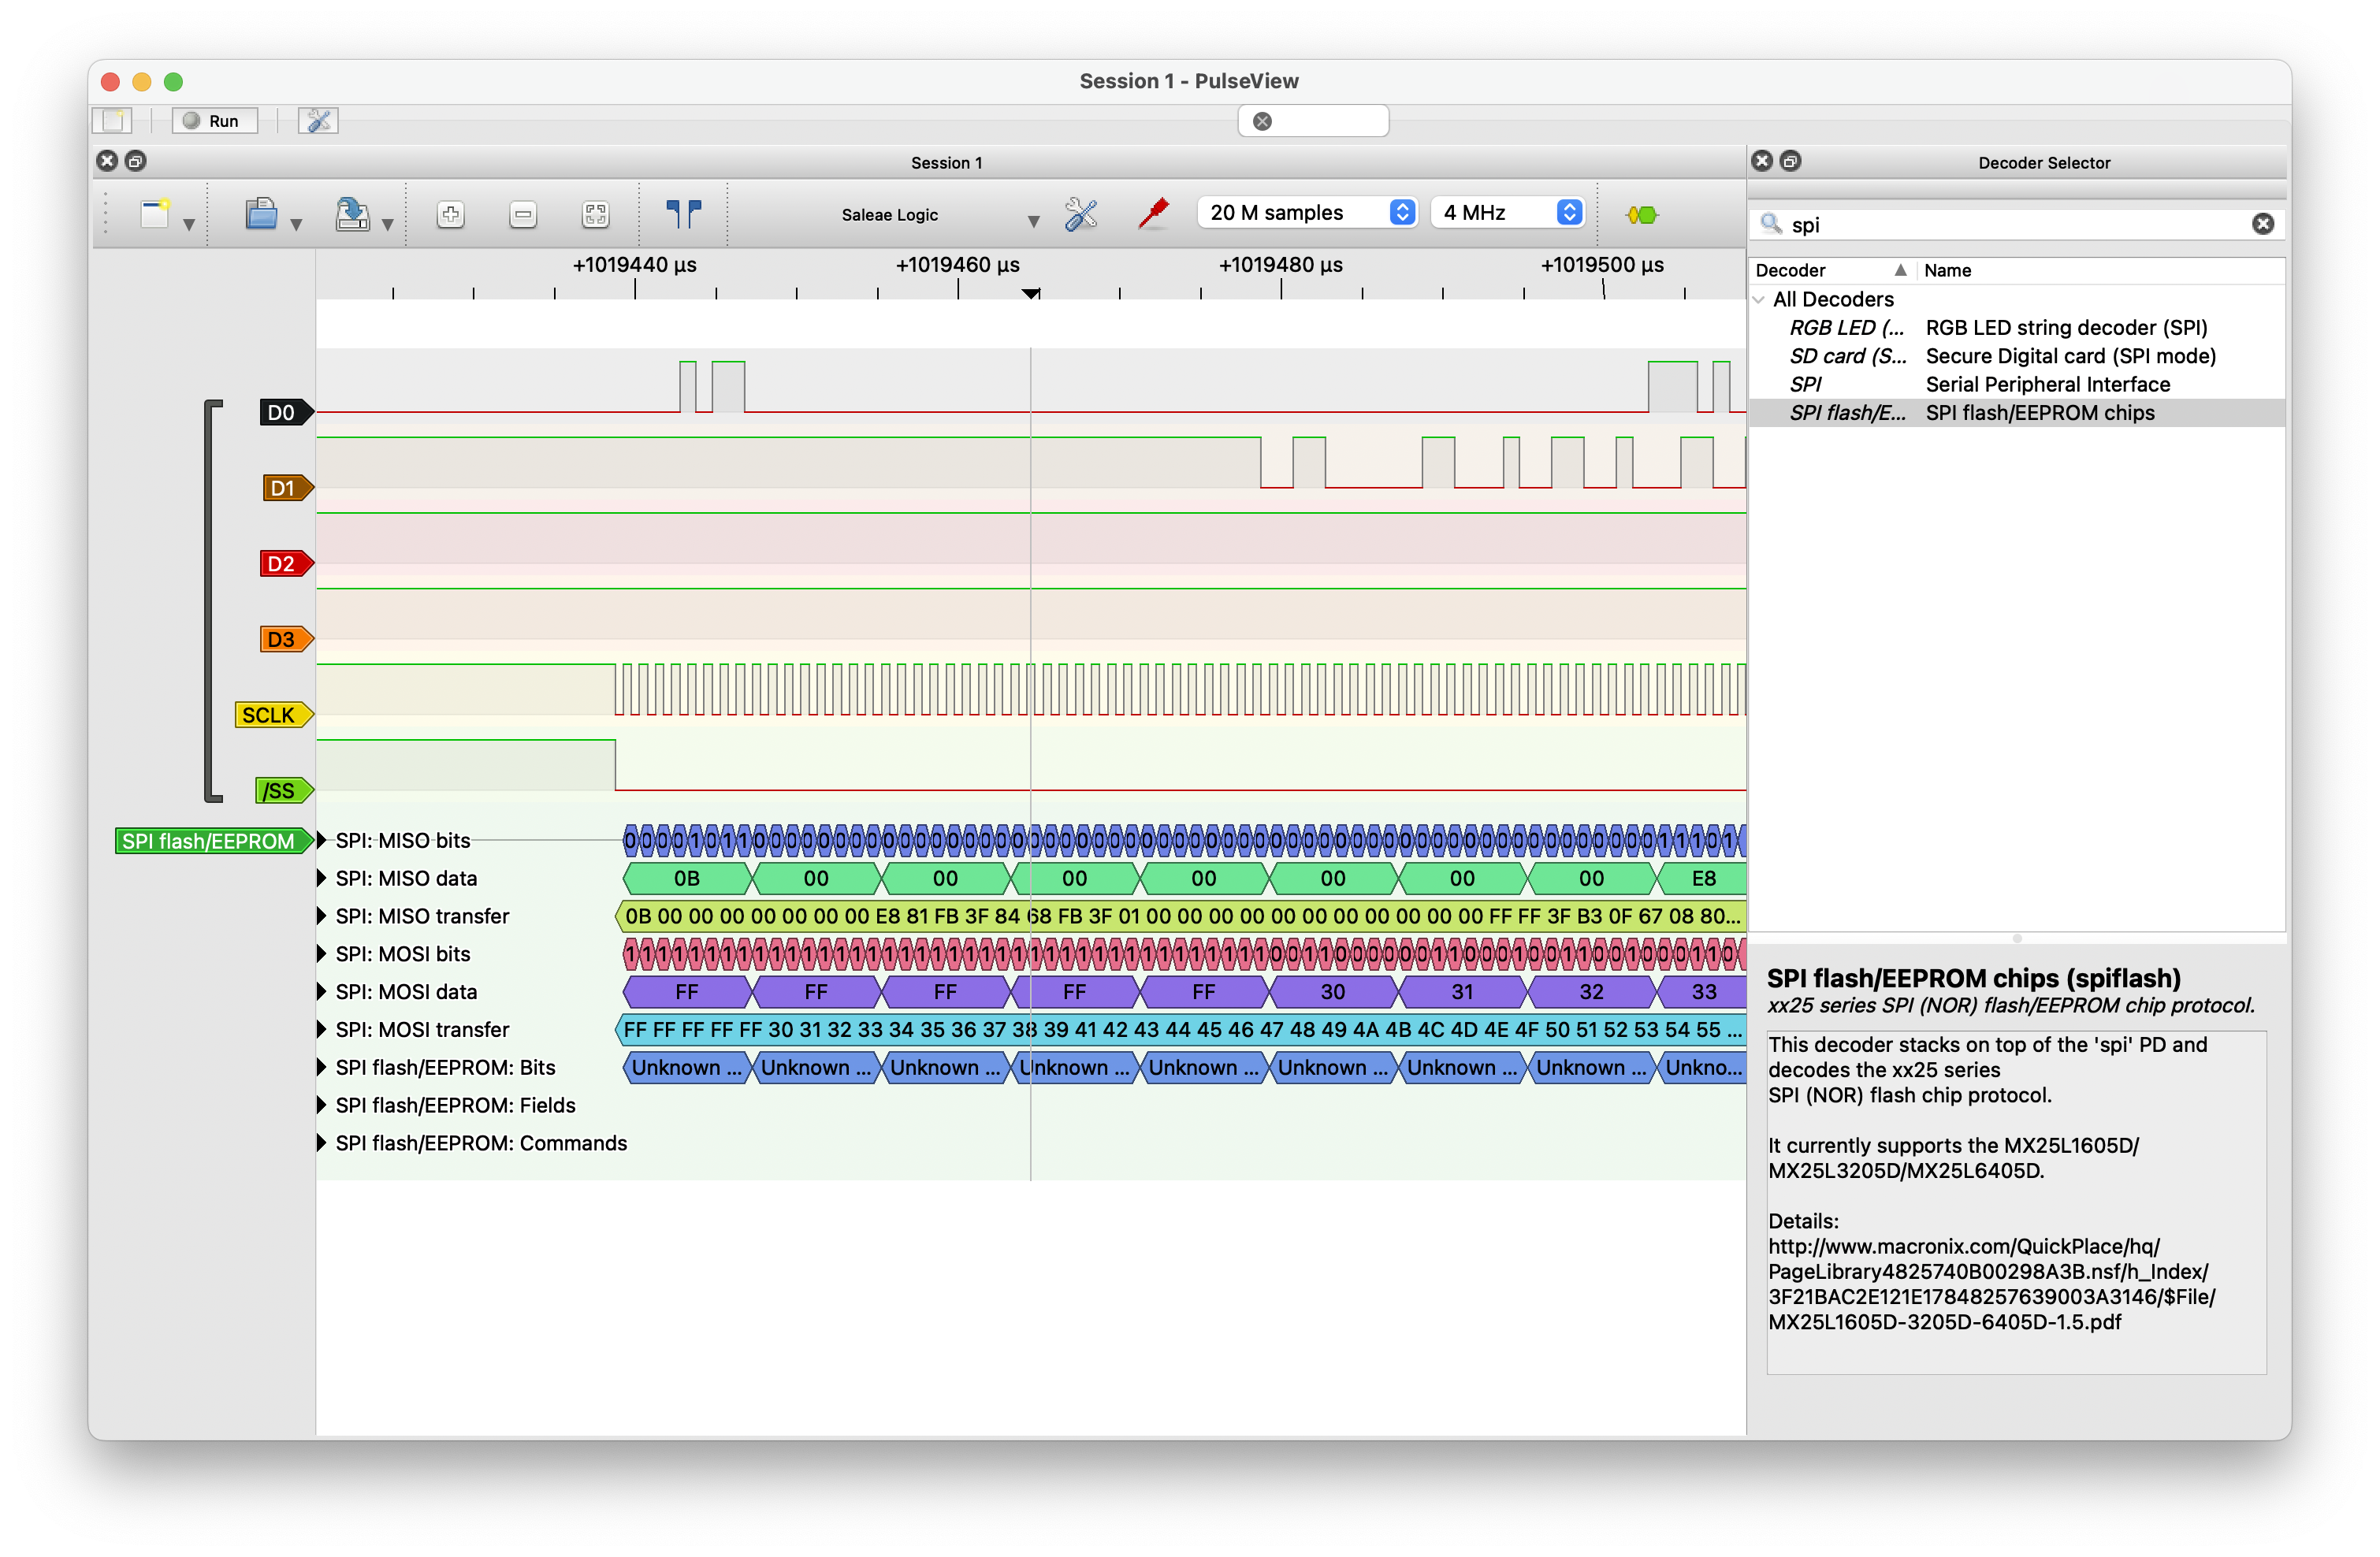 Session 1 - PulseView
Run
Session 1
Decoder Selector
Saleae Logic
20 M samples
4 MHz
spi
+1019440 µs
+1019460 µs
+1019480 µs
+1019500 µs
Decoder
Name
All Decoders
RGB LED (... RGB LED string decoder (SPI)
SD card (S... Secure Digital card (SPI mode)
SPI Serial Peripheral Interface
SPI flash/E... SPI flash/EEPROM chips
D0
D1
D2
D3
SCLK
/SS
SPI flash/EEPROM
SPI: MISO bits
SPI: MISO data
0B 00 00 00 00 00 00 00 E8
SPI: MISO transfer
0B 00 00 00 00 00 00 00 E8 81 FB 3F 84 68 FB 3F 01 00 00 00 00 00 00 00 00 00 00 00 FF FF 3F B3 0F 67 08 80...
SPI: MOSI bits
SPI: MOSI data
FF FF FF FF FF 30 31 32 33
SPI: MOSI transfer
FF FF FF FF FF 30 31 32 33 34 35 36 37 38 39 41 42 43 44 45 46 47 48 49 4A 4B 4C 4D 4E 4F 50 51 52 53 54 55 ...
SPI flash/EEPROM: Bits
Unknown ... Unknown ... Unknown ... Unknown ... Unknown ... Unknown ... Unknown ... Unknown ... Unkno...
SPI flash/EEPROM: Fields
SPI flash/EEPROM: Commands
SPI flash/EEPROM chips (spiflash)
xx25 series SPI (NOR) flash/EEPROM chip protocol.
This decoder stacks on top of the 'spi' PD and
decodes the xx25 series
SPI (NOR) flash chip protocol.
It currently supports the MX25L1605D/
MX25L3205D/MX25L6405D.
Details:
http://www.macronix.com/QuickPlace/hq/
PageLibrary4825740B00298A3B.nsf/h_Index/
3F21BAC2E121E17848257639003A3146/$File/
MX25L1605D-3205D-6405D-1.5.pdf